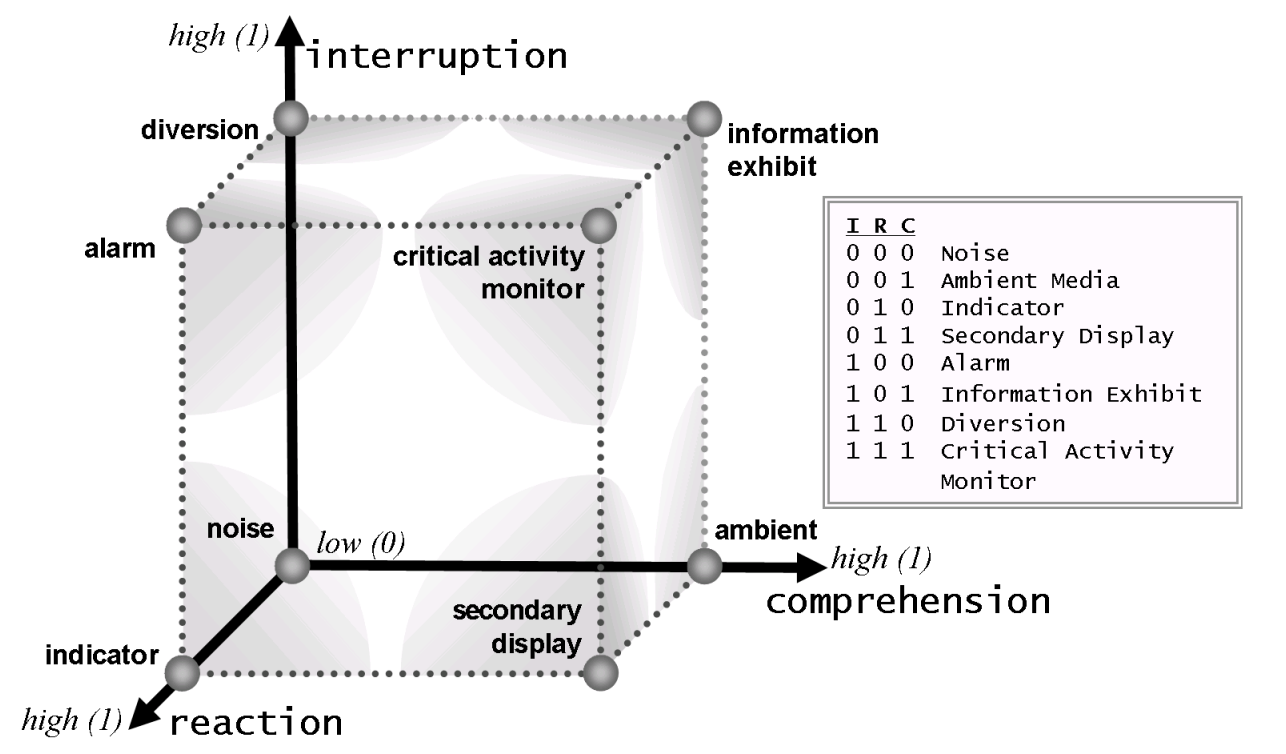 high (1)
interruption
diversion
information
exhibit
alarm
critical activity
monitor
I R C
0 0 0 Noise
0 0 1 Ambient Media
0 1 0 Indicator
0 1 1 Secondary Display
1 0 0 Alarm
1 0 1 Information Exhibit
1 1 0 Diversion
1 1 1 Critical Activity
Monitor
noise
low (0)
ambient
high (1)
comprehension
secondary
display
indicator
high (1)
reaction